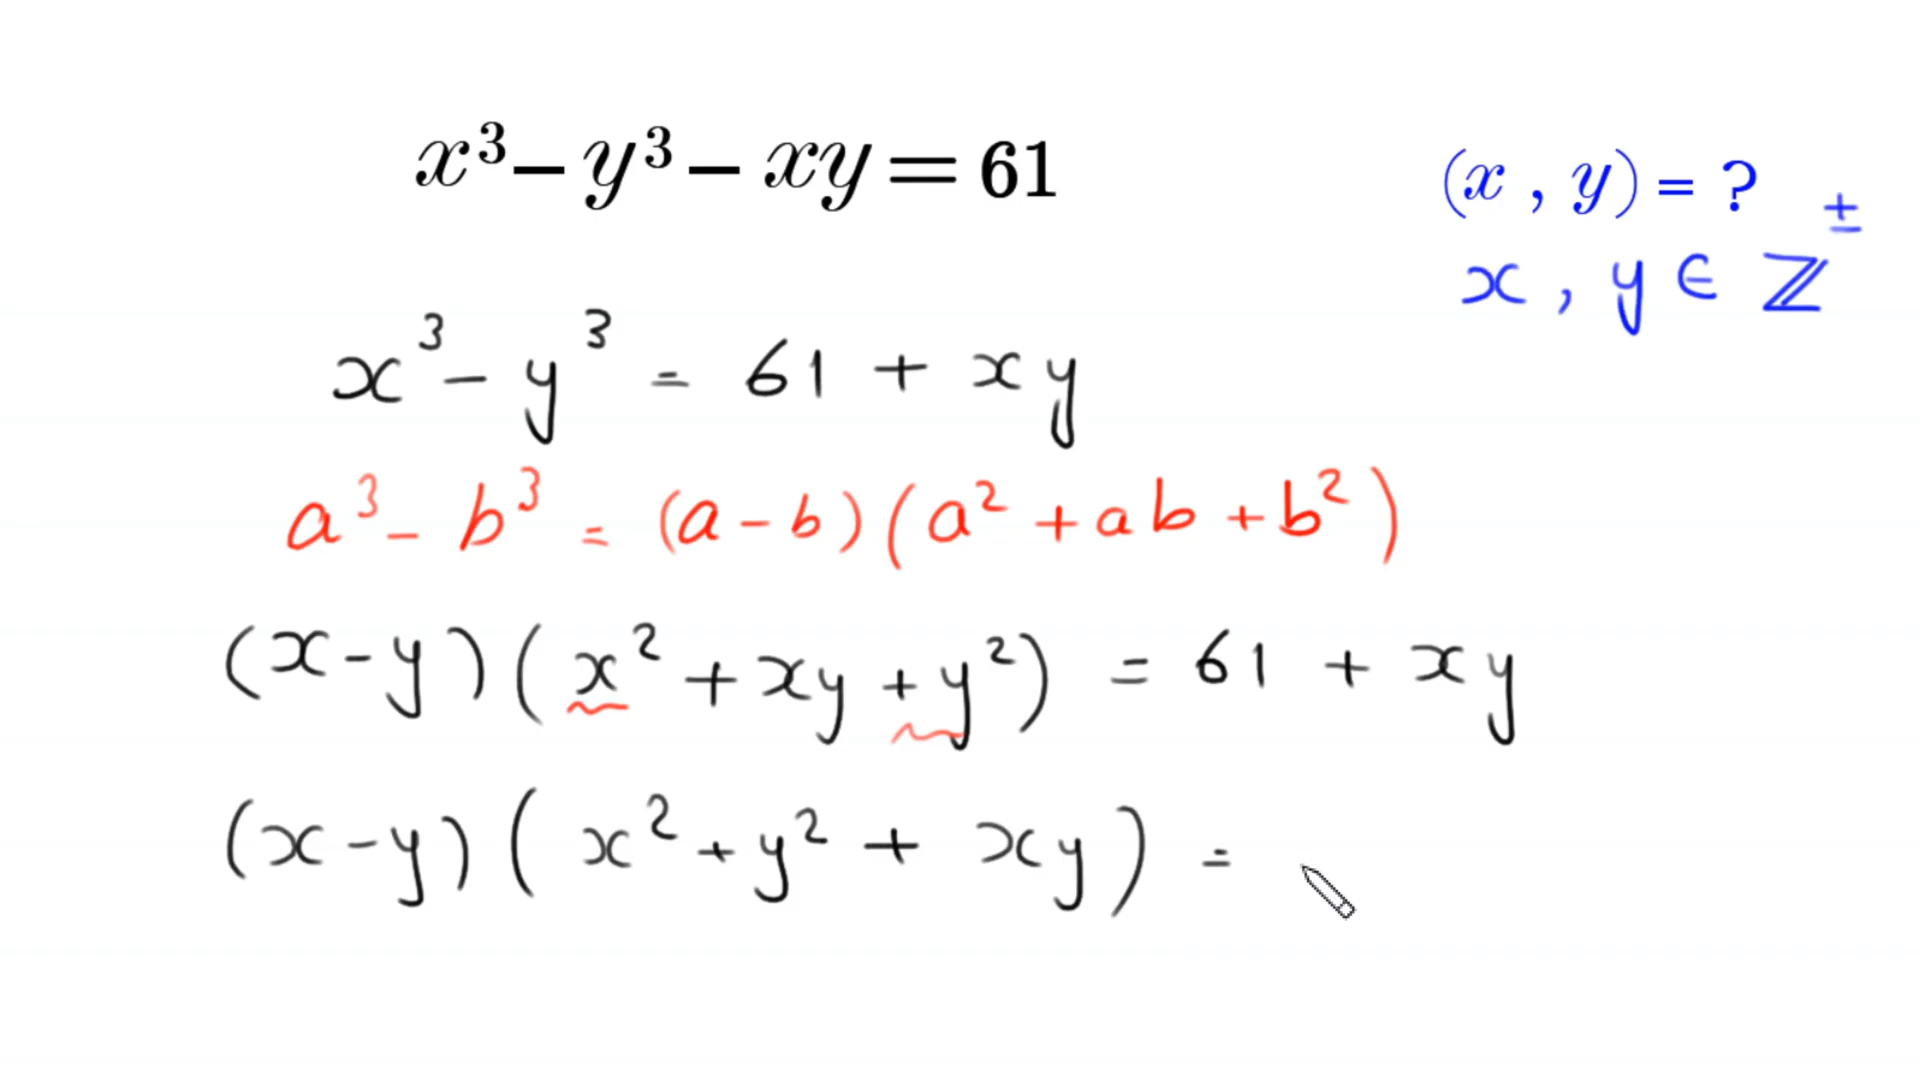 x³ − y³ − xy = 61
(x , y) = ?
x , y ∈ ℤ±
x³ − y³ = 61 + xy
a³ − b³ = (a − b)(a² + ab + b²)
(x − y)(x² + xy + y²) = 61 + xy
(x − y)(x² + y² + xy) =